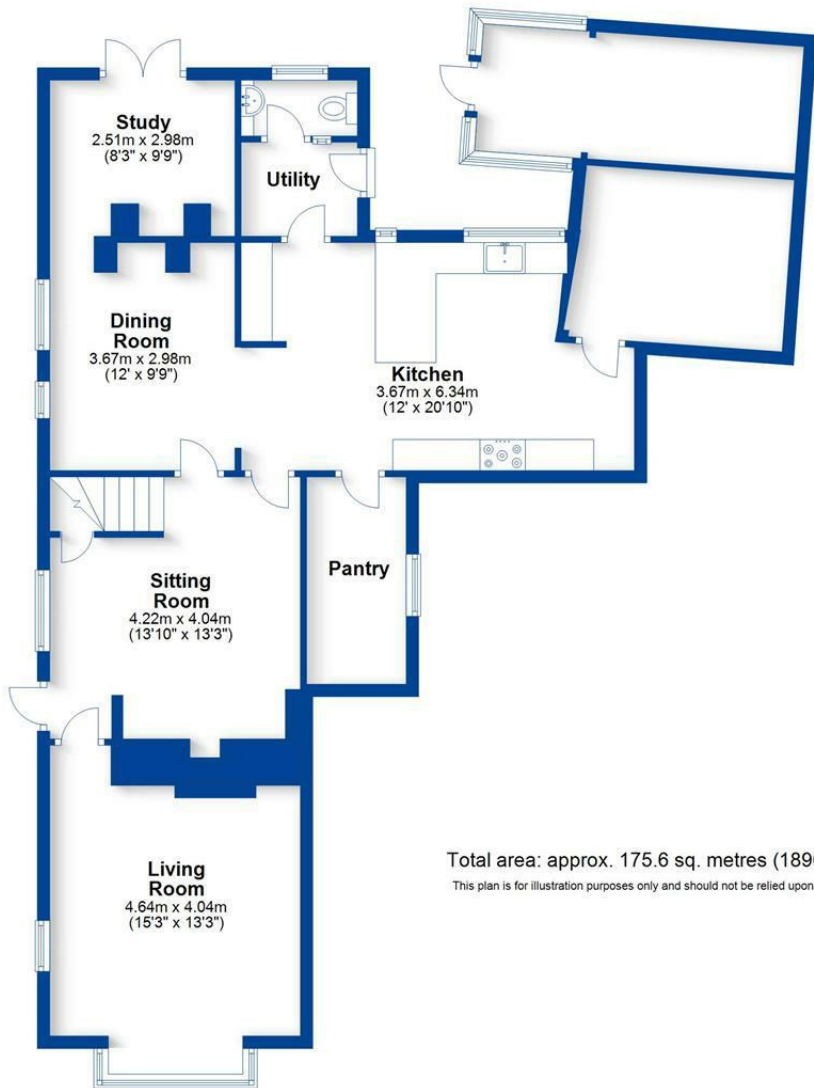 Study
2.51m x 2.98m
(8'3" x 9'9")
Utility
Dining
Room
3.67m x 2.98m
(12' x 9'9")
Kitchen
3.67m x 6.34m
(12' x 20'10")
Sitting
Room
4.22m x 4.04m
(13'10" x 13'3")
Pantry
Living
Room
4.64m x 4.04m
(15'3" x 13'3")
Total area: approx. 175.6 sq. metres (189
This plan is for illustration purposes only and should not be relied upon